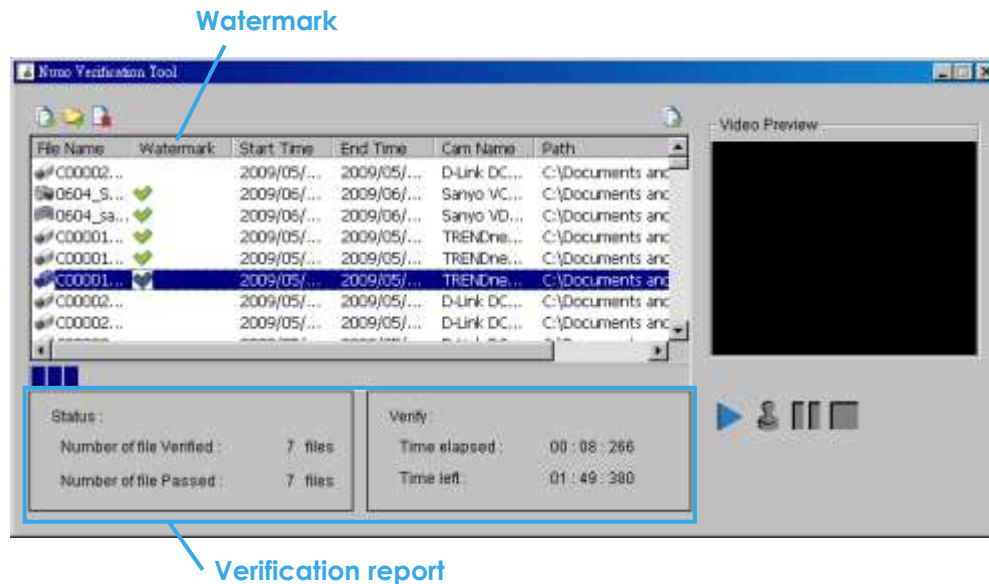 Watermark
Nuuo Verification Tool
Video Preview
File Name Watermark Start Time End Time Cam Name Path
C00002... 2009/05/... 2009/05/... D-Link DC... C:\Documents and
0604_S... 2009/06/... 2009/06/... Sanyo VC... C:\Documents and
0604_sa... 2009/06/... 2009/06/... Sanyo VD... C:\Documents and
C00001... 2009/05/... 2009/05/... TRENDne... C:\Documents and
C00001... 2009/05/... 2009/05/... TRENDne... C:\Documents and
C00001... 2009/05/... 2009/05/... TRENDne... C:\Documents and
C00002... 2009/05/... 2009/05/... D-Link DC... C:\Documents and
C00002... 2009/05/... 2009/05/... D-Link DC... C:\Documents and
Status :
Number of file Verified : 7 files
Number of file Passed : 7 files
Verify :
Time elapsed : 00 : 08 : 266
Time left : 01 : 49 : 380
Verification report